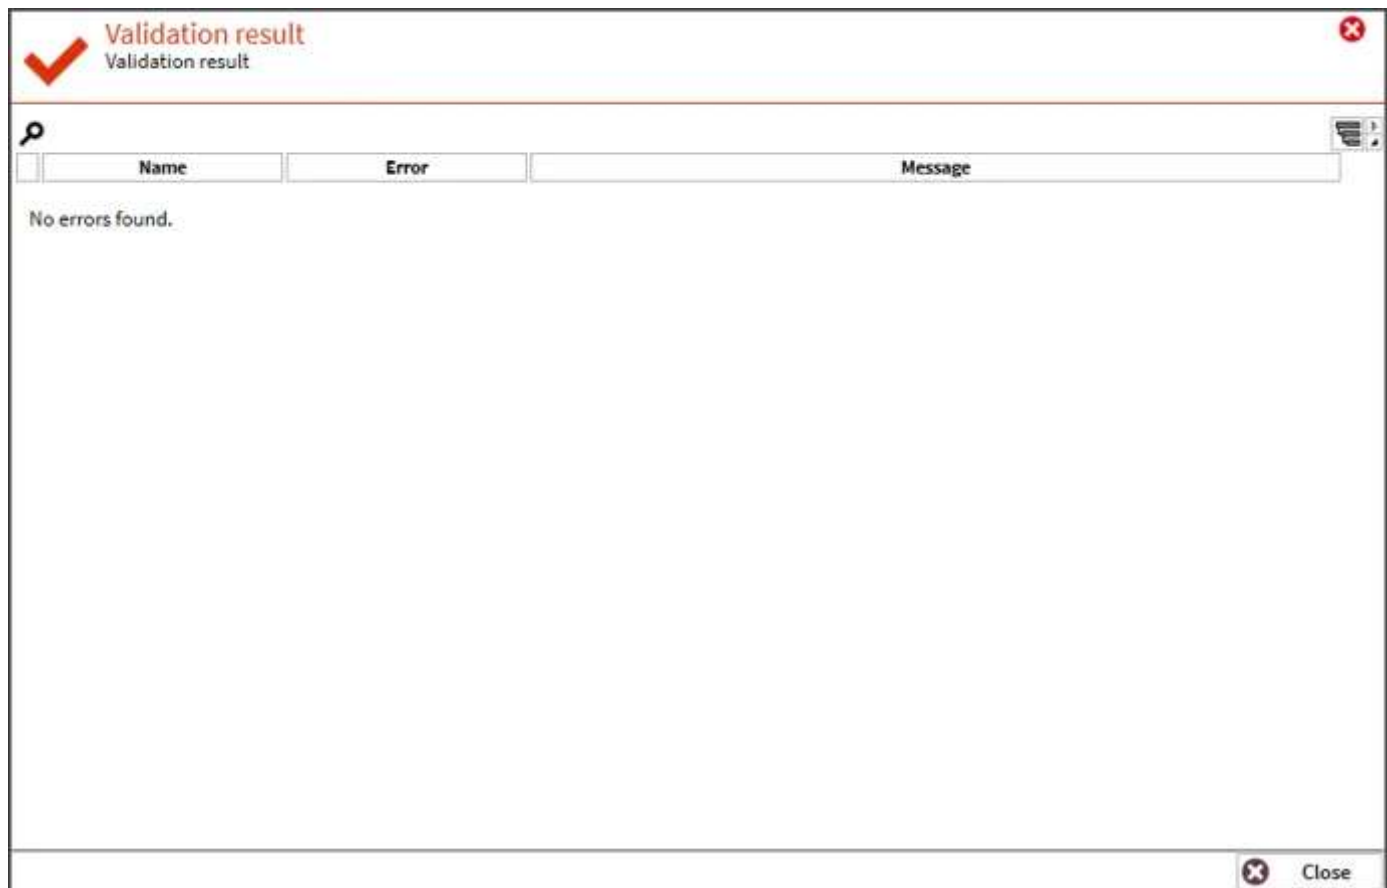 Validation result
Validation result
Name Error Message
No errors found.
Close